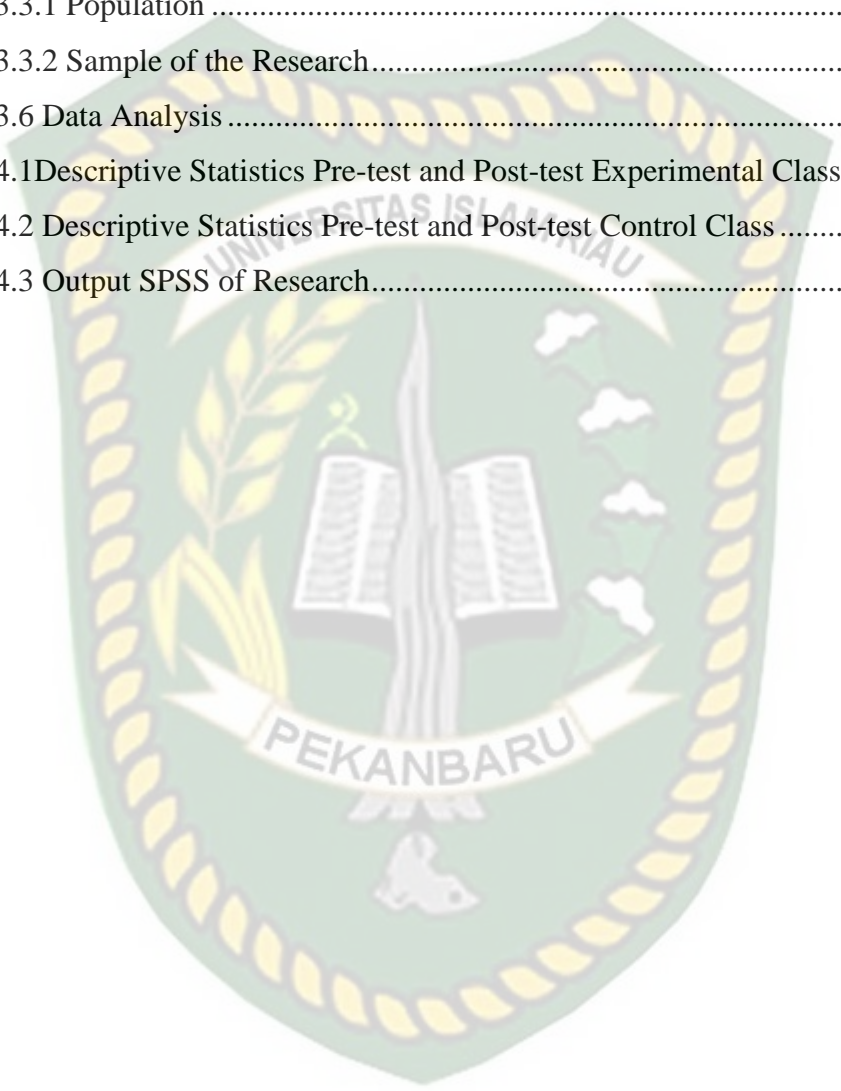 3.3.1 Population ........................................................................
3.3.2 Sample of the Research.........................................................
3.6 Data Analysis ......................................................................
4.1Descriptive Statistics Pre-test and Post-test Experimental Class
4.2 Descriptive Statistics Pre-test and Post-test Control Class ........
4.3 Output SPSS of Research.........................................................
UNIVERSITAS ISLAM RIAU
PEKANBARU